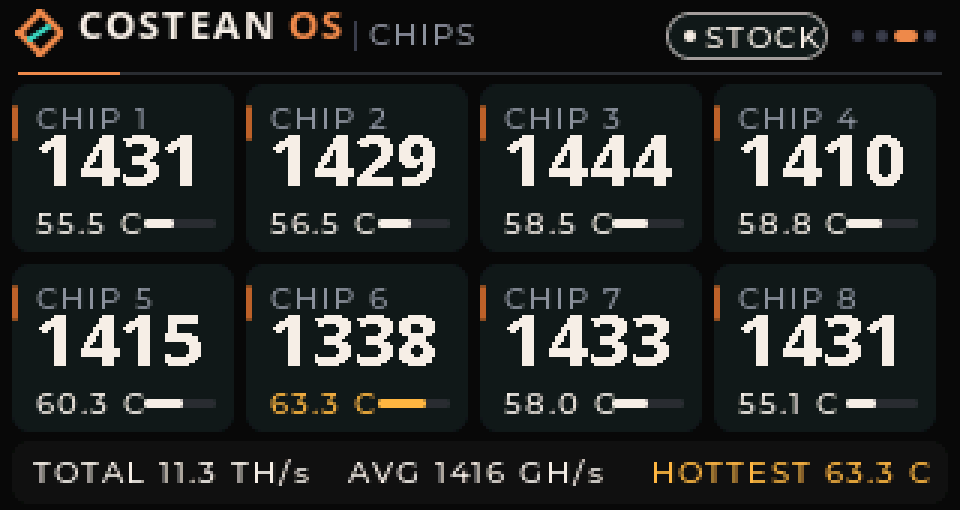 COSTEAN OS | CHIPS STOCK
CHIP 1 CHIP 2 CHIP 3 CHIP 4
1431 1429 1444 1410
55.5 C 56.5 C 58.5 C 58.8 C
CHIP 5 CHIP 6 CHIP 7 CHIP 8
1415 1338 1433 1431
60.3 C 63.3 C 58.0 C 55.1 C
TOTAL 11.3 TH/s AVG 1416 GH/s HOTTEST 63.3 C